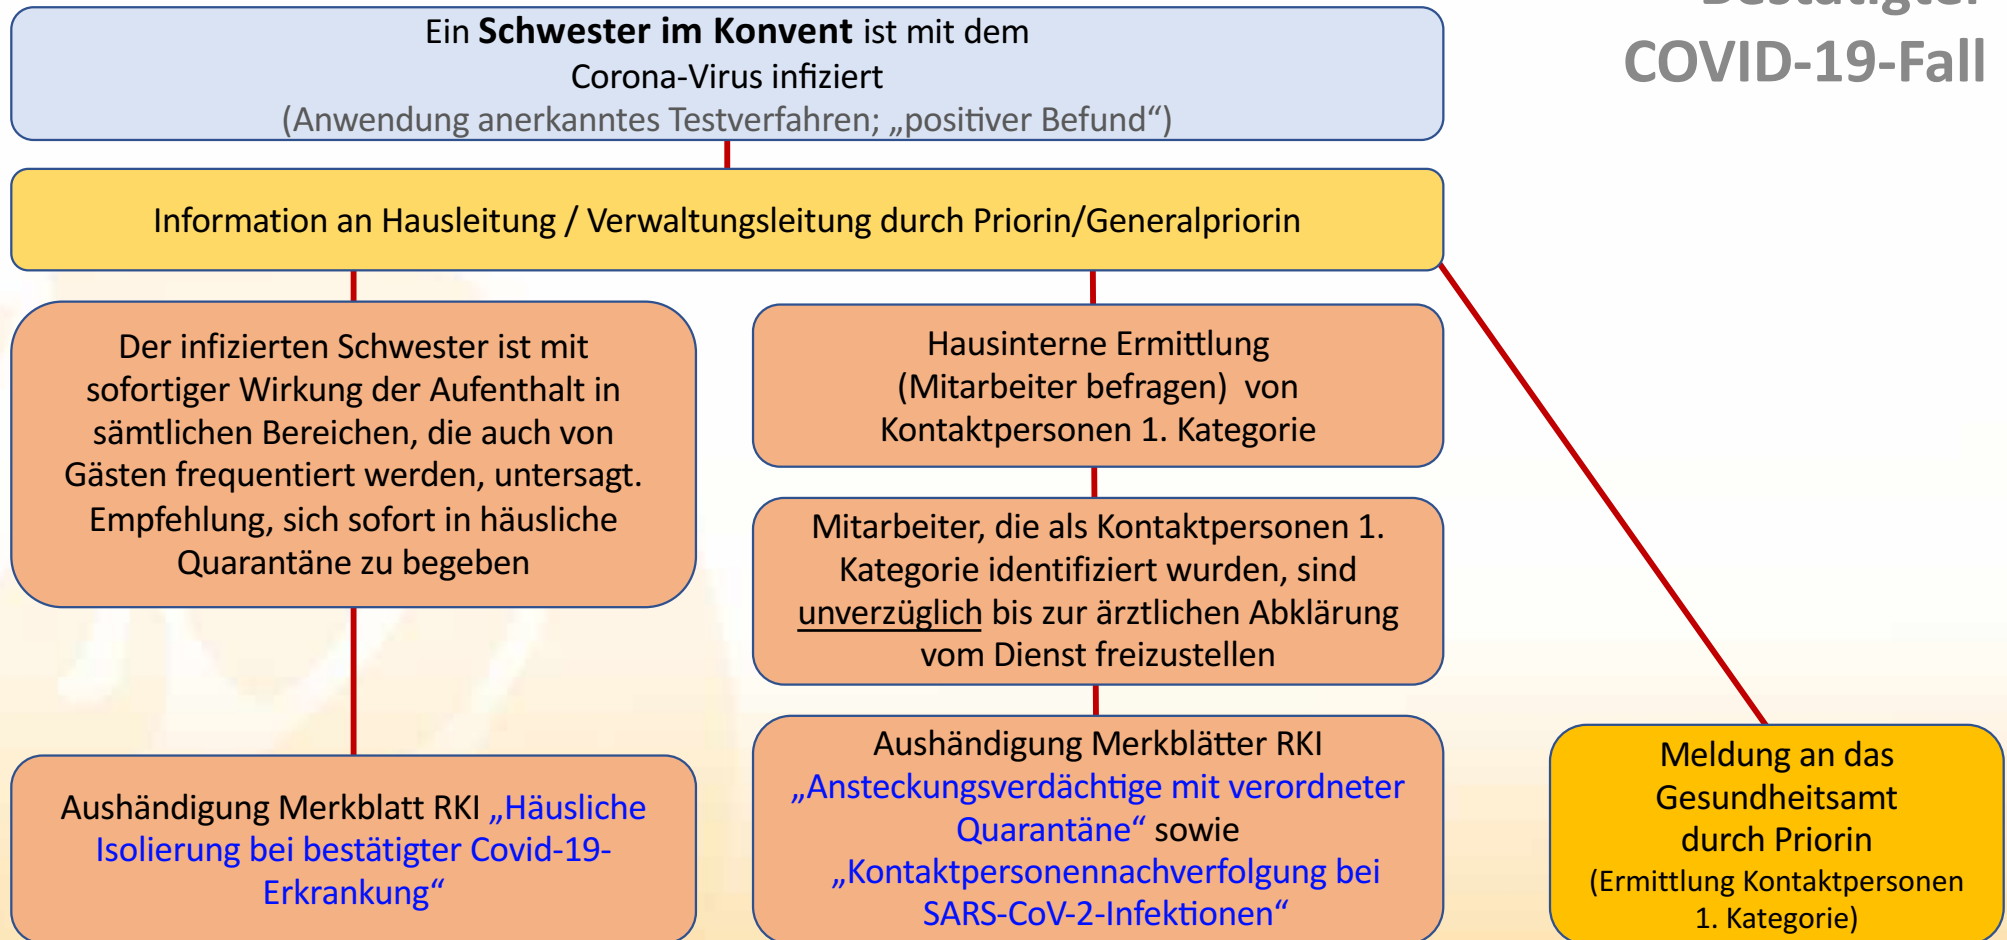 Bestätigter
COVID-19-Fall
Ein Schwester im Konvent ist mit dem
Corona-Virus infiziert
(Anwendung anerkanntes Testverfahren; „positiver Befund“)
Information an Hausleitung / Verwaltungsleitung durch Priorin/Generalpriorin
Der infizierten Schwester ist mit
sofortiger Wirkung der Aufenthalt in
sämtlichen Bereichen, die auch von
Gästen frequentiert werden, untersagt.
Empfehlung, sich sofort in häusliche
Quarantäne zu begeben
Aushändigung Merkblatt RKI „Häusliche
Isolierung bei bestätigter Covid-19-
Erkrankung“
Hausinterne Ermittlung
(Mitarbeiter befragen) von
Kontaktpersonen 1. Kategorie
Mitarbeiter, die als Kontaktpersonen 1.
Kategorie identifiziert wurden, sind
unverzüglich bis zur ärztlichen Abklärung
vom Dienst freizustellen
Aushändigung Merkblätter RKI
„Ansteckungsverdächtige mit verordneter
Quarantäne“ sowie
„Kontaktpersonennachverfolgung bei
SARS-CoV-2-Infektionen“
Meldung an das
Gesundheitsamt
durch Priorin
(Ermittlung Kontaktpersonen
1. Kategorie)